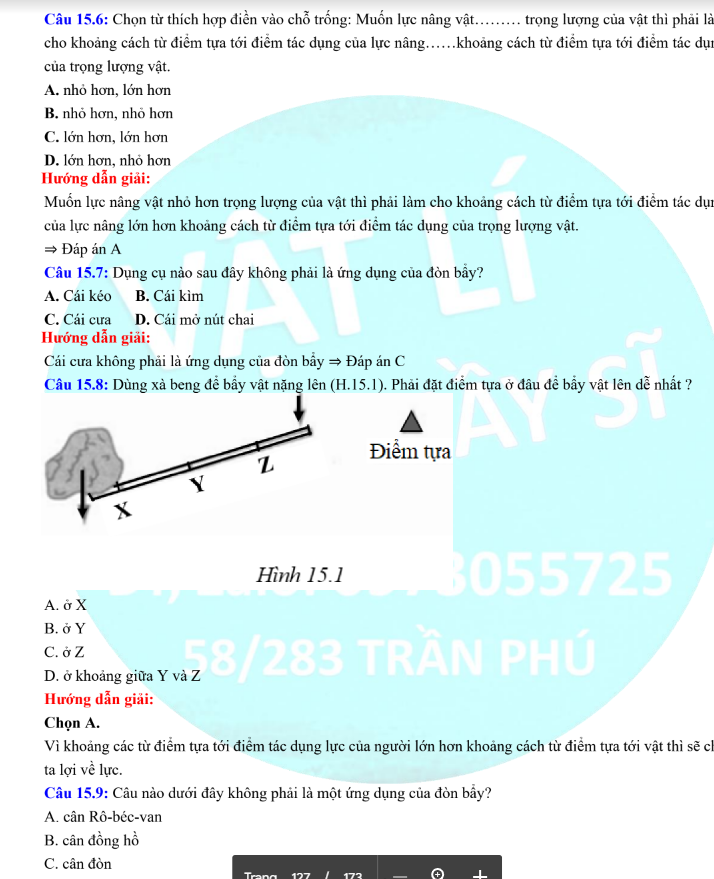 Câu 15.6: Chọn từ thích hợp điền vào chỗ trống: Muốn lực nâng vật……… trọng lượng của vật thì phải
cho khoảng cách từ điểm tựa tới điểm tác dụng của lực nâng……khoảng cách từ điểm tựa tới điểm tác
của trọng lượng vật.
A. nhỏ hơn, lớn hơn
B. nhỏ hơn, nhỏ hơn
C. lớn hơn, lớn hơn
D. lớn hơn, nhỏ hơn
Hướng dẫn giải:
Muốn lực nâng vật nhỏ hơn trọng lượng của vật thì phải làm cho khoảng cách từ điểm tựa tới điểm tác
của lực nâng lớn hơn khoảng cách từ điểm tựa tới điểm tác dụng của trọng lượng vật.
⇒ Đáp án A
Câu 15.7: Dụng cụ nào sau đây không phải là ứng dụng của đòn bẩy?
A. Cái kéo B. Cái kìm
C. Cái cưa D. Cái mở nút chai
Hướng dẫn giải:
Cái cưa không phải là ứng dụng của đòn bẩy ⇒ Đáp án C
Câu 15.8: Dùng xà beng để bẩy vật nặng lên (H.15.1). Phải đặt điểm tựa ở đâu để bẩy vật lên dễ nhất ?
Điểm tựa
Z
Y
X
Hình 15.1
A. ở X
B. ở Y
C. ở Z
D. ở khoảng giữa Y và Z
Hướng dẫn giải:
Chọn A.
Vì khoảng các từ điểm tựa tới điểm tác dụng lực của người lớn hơn khoảng cách từ điểm tựa tới vật thì sẽ
ta lợi về lực.
Câu 15.9: Câu nào dưới đây không phải là một ứng dụng của đòn bẩy?
A. cân Rô-béc-van
B. cân đồng hồ
C. cân đòn
VẬT LÍ
THẦY SĨ
3055725
58/283 TRẦN PHÚ
Trang 127 / 173